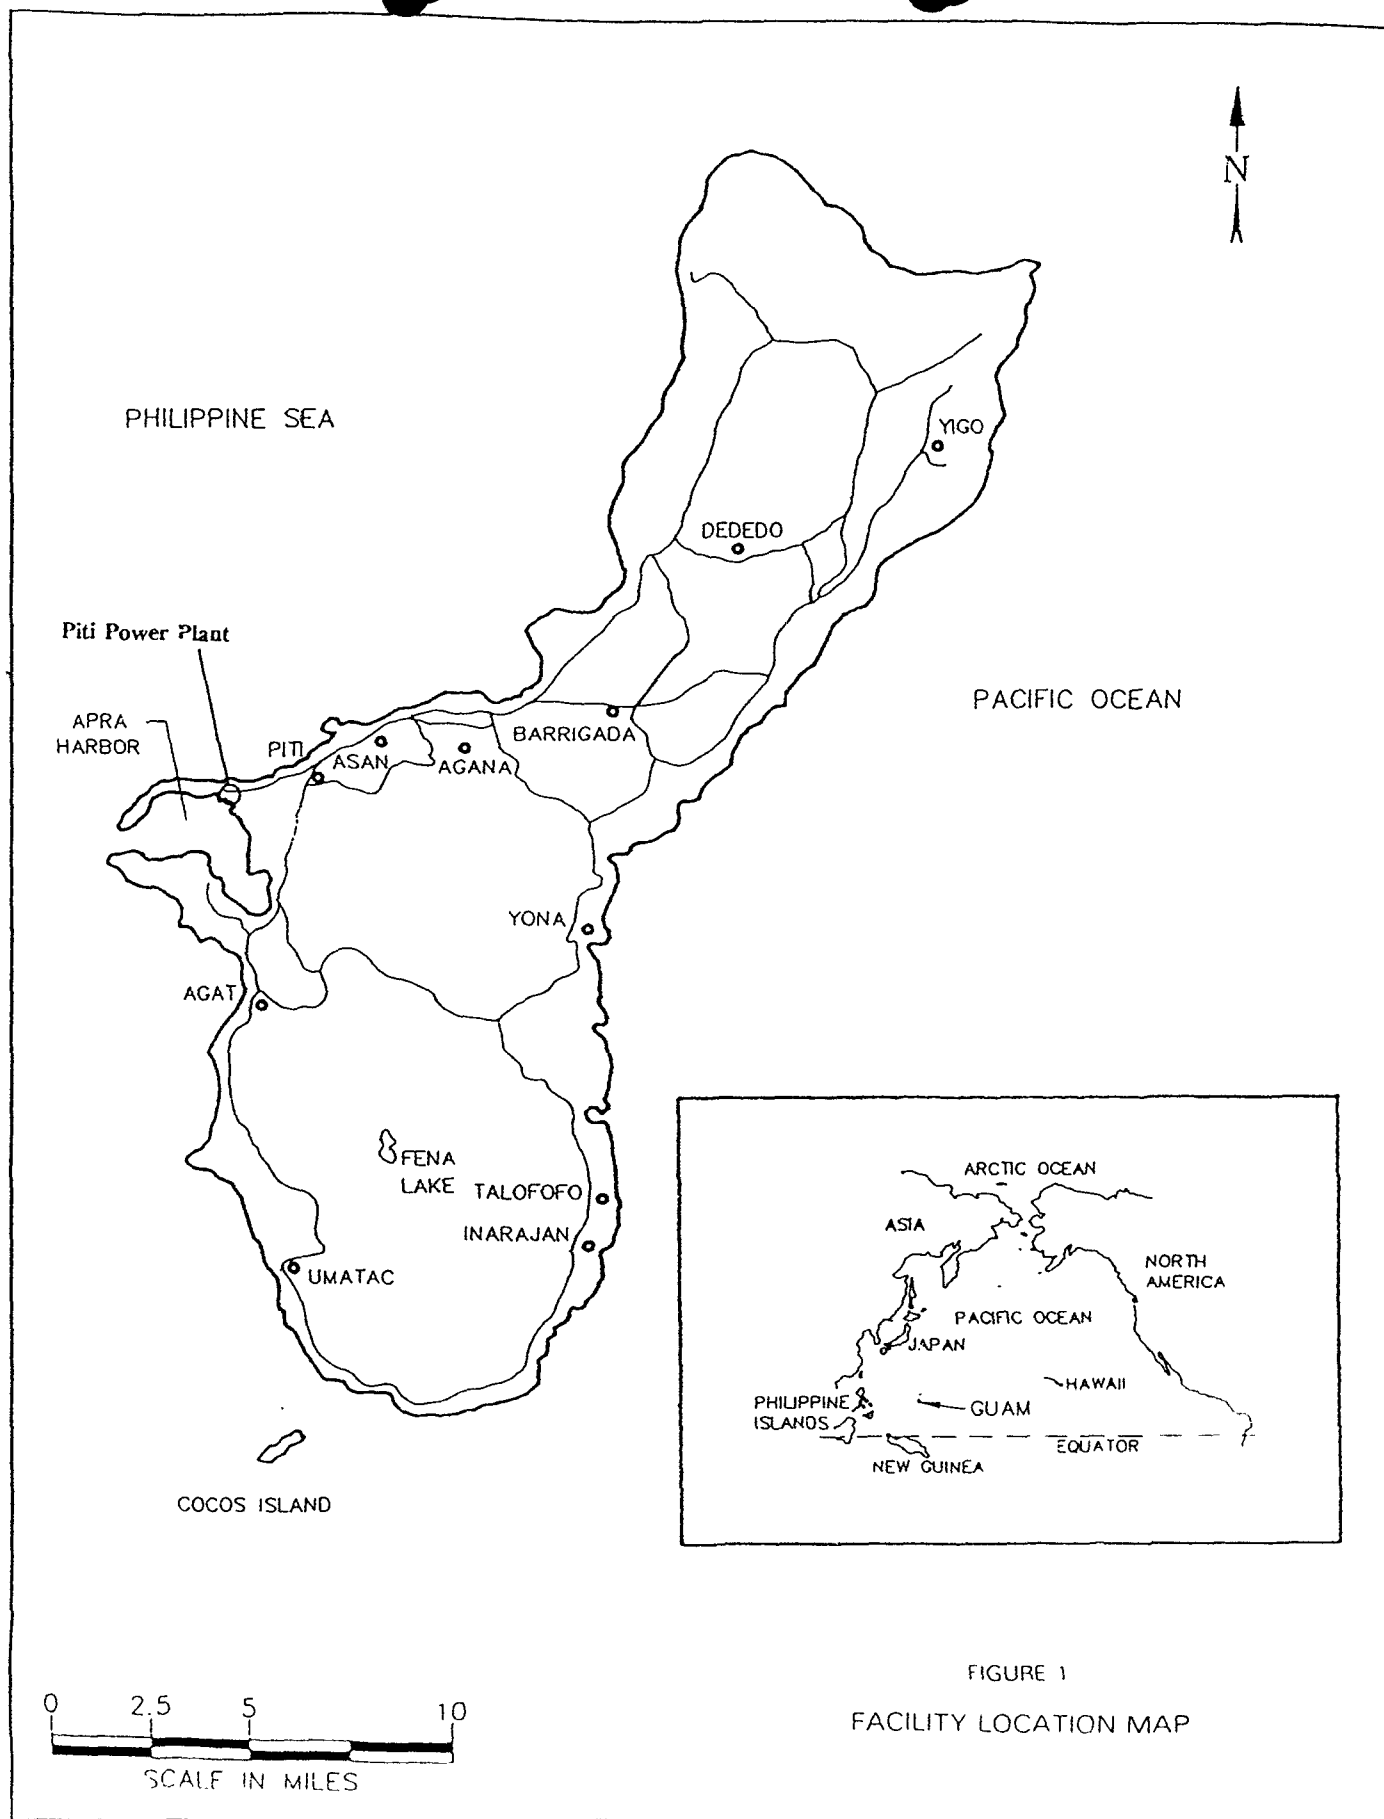 N
PHILIPPINE SEA
YIGO
DEDEDO
Piti Power Plant
PACIFIC OCEAN
APRA
HARBOR
PITI
ASAN
AGANA
BARRIGADA
YONA
AGAT
FENA
LAKE
TALOFOFO
INARAJAN
UMATAC
COCOS ISLAND
ARCTIC OCEAN
ASIA
NORTH
AMERICA
PACIFIC OCEAN
JAPAN
HAWAII
PHILIPPINE
ISLANDS
GUAM
EQUATOR
NEW GUINEA
FIGURE 1
FACILITY LOCATION MAP
0 2.5 5 10
SCALE IN MILES